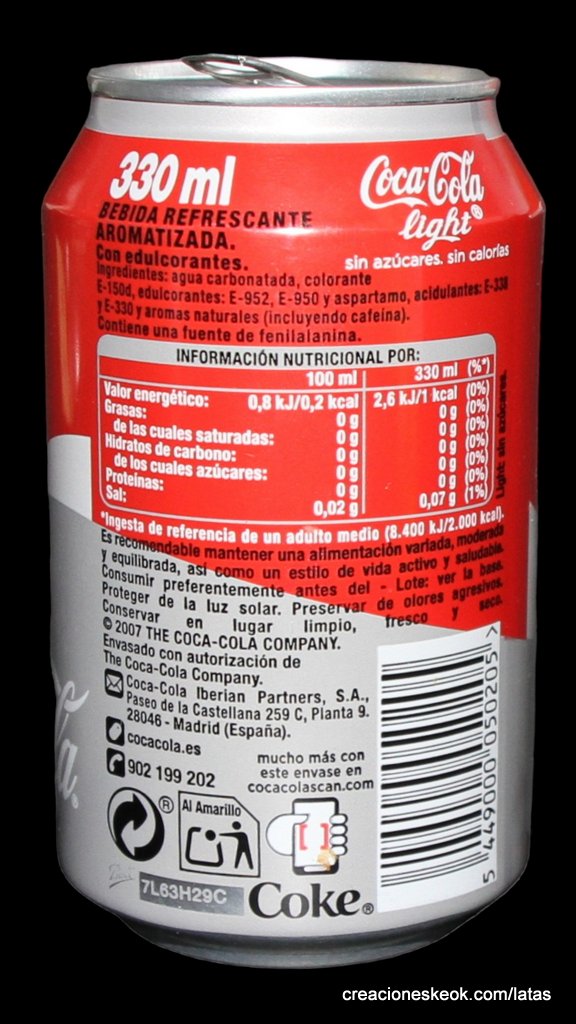 330 ml
Coca-Cola
light®
sin azúcares. sin calorías
BEBIDA REFRESCANTE
AROMATIZADA.
Con edulcorantes.
Ingredientes: agua carbonatada, colorante
E-150d, edulcorantes: E-952, E-950 y aspartamo, acidulantes: E-338
y E-330 y aromas naturales (incluyendo cafeína).
Contiene una fuente de fenilalanina.
INFORMACIÓN NUTRICIONAL POR:
100 ml 330 ml (%*)
Valor energético: 0,8 kJ/0,2 kcal 2,6 kJ/1 kcal (0%)
Grasas: 0 g 0 g (0%)
de las cuales saturadas: 0 g 0 g (0%)
Hidratos de carbono: 0 g 0 g (0%)
de los cuales azúcares: 0 g 0 g (0%)
Proteínas: 0 g 0 g (0%)
Sal: 0,02 g 0,07 g (1%)
Light: sin azúcares.
*Ingesta de referencia de un adulto medio (8.400 kJ/2.000 kcal).
Es recomendable mantener una alimentación variada, moderada
y equilibrada, así como un estilo de vida activo y saludable.
Consumir preferentemente antes del - Lote: ver la base.
Proteger de la luz solar. Preservar de olores agresivos.
Conservar en lugar limpio, fresco y seco.
© 2007 THE COCA-COLA COMPANY.
Envasado con autorización de
The Coca-Cola Company.
Coca-Cola Iberian Partners, S.A.,
Paseo de la Castellana 259 C, Planta 9.
28046 - Madrid (España).
cocacola.es
902 199 202
mucho más con
este envase en
cocacolascan.com
®
Al Amarillo
7L63H29C
Coke®
5 449000 050205 >
creacioneskeok.com/latas